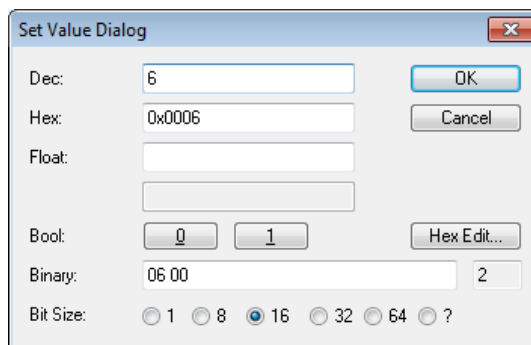 Set Value Dialog
Dec: 6 OK
Hex: 0x0006 Cancel
Float:
Bool: 0 1 Hex Edit...
Binary: 06 00 2
Bit Size: 1 8 16 32 64 ?